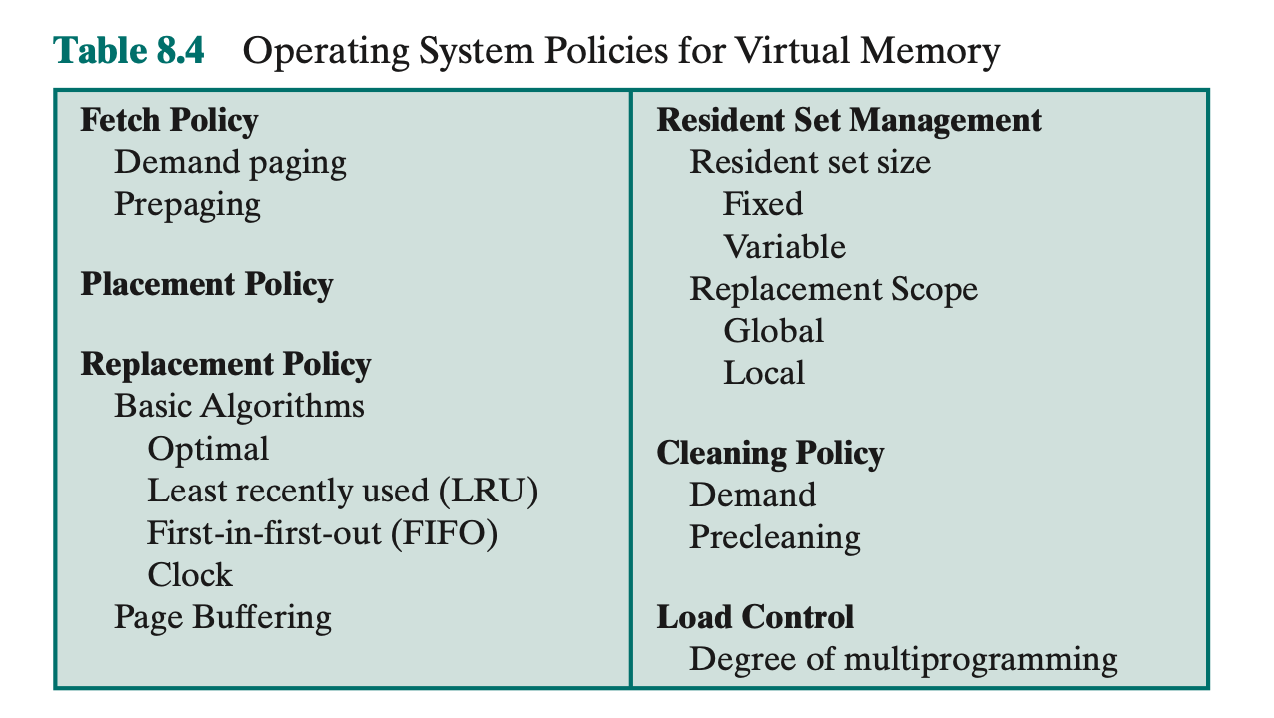 Table 8.4 Operating System Policies for Virtual Memory
Fetch Policy
Demand paging
Prepaging
Placement Policy
Replacement Policy
Basic Algorithms
Optimal
Least recently used (LRU)
First-in-first-out (FIFO)
Clock
Page Buffering
Resident Set Management
Resident set size
Fixed
Variable
Replacement Scope
Global
Local
Cleaning Policy
Demand
Precleaning
Load Control
Degree of multiprogramming